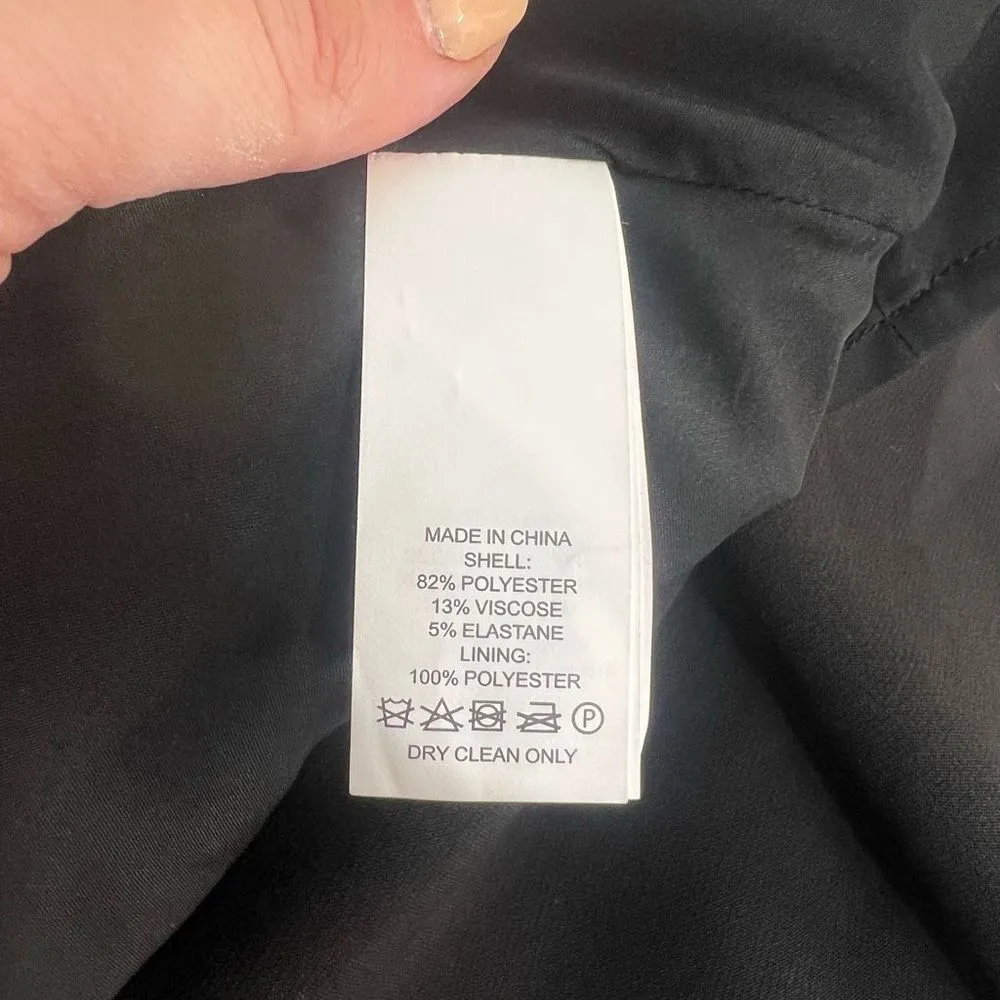 MADE IN CHINA
SHELL:
82% POLYESTER
13% VISCOSE
5% ELASTANE
LINING:
100% POLYESTER
P
DRY CLEAN ONLY